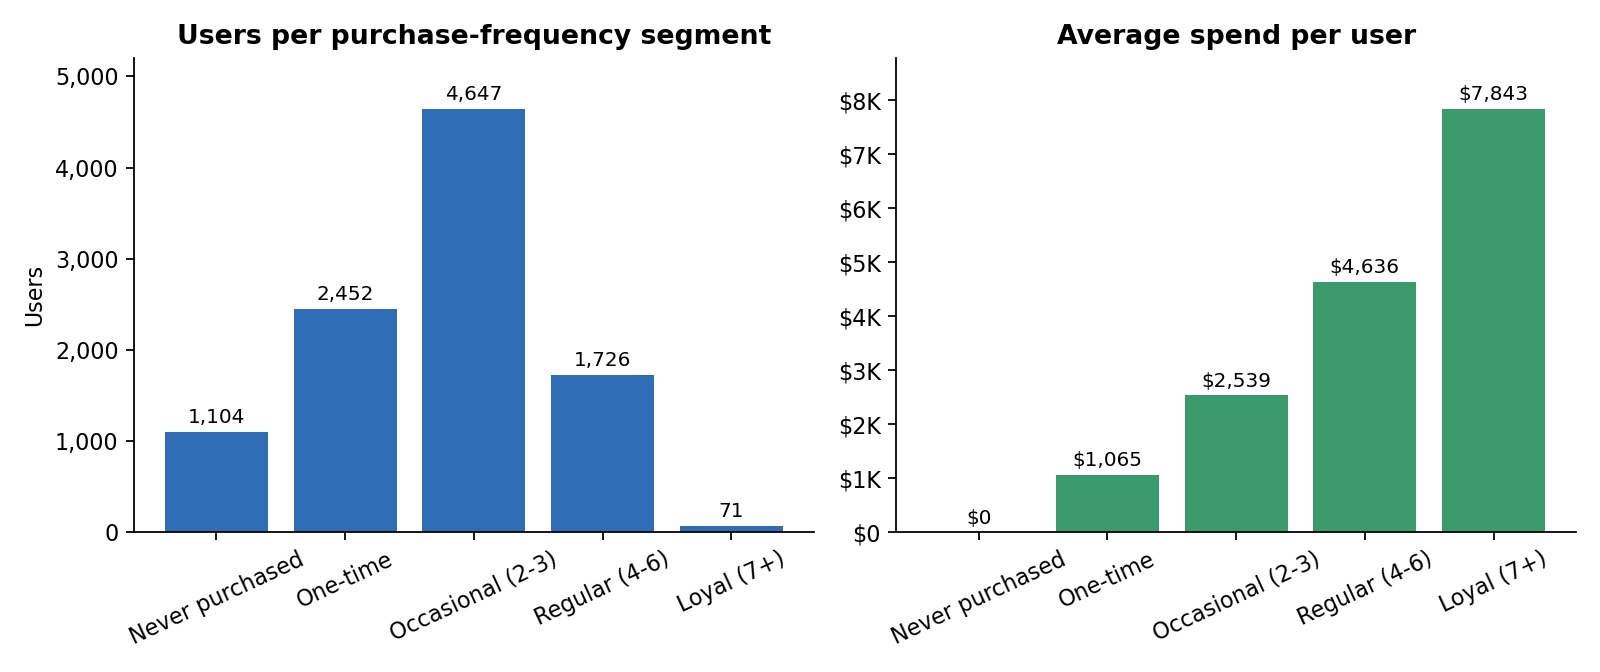 Users per purchase-frequency segment
Users
5,000
4,000
3,000
2,000
1,000
0
1,104
2,452
4,647
1,726
71
Never purchased
One-time
Occasional (2-3)
Regular (4-6)
Loyal (7+)
Average spend per user
$8K
$7K
$6K
$5K
$4K
$3K
$2K
$1K
$0
$0
$1,065
$2,539
$4,636
$7,843
Never purchased
One-time
Occasional (2-3)
Regular (4-6)
Loyal (7+)